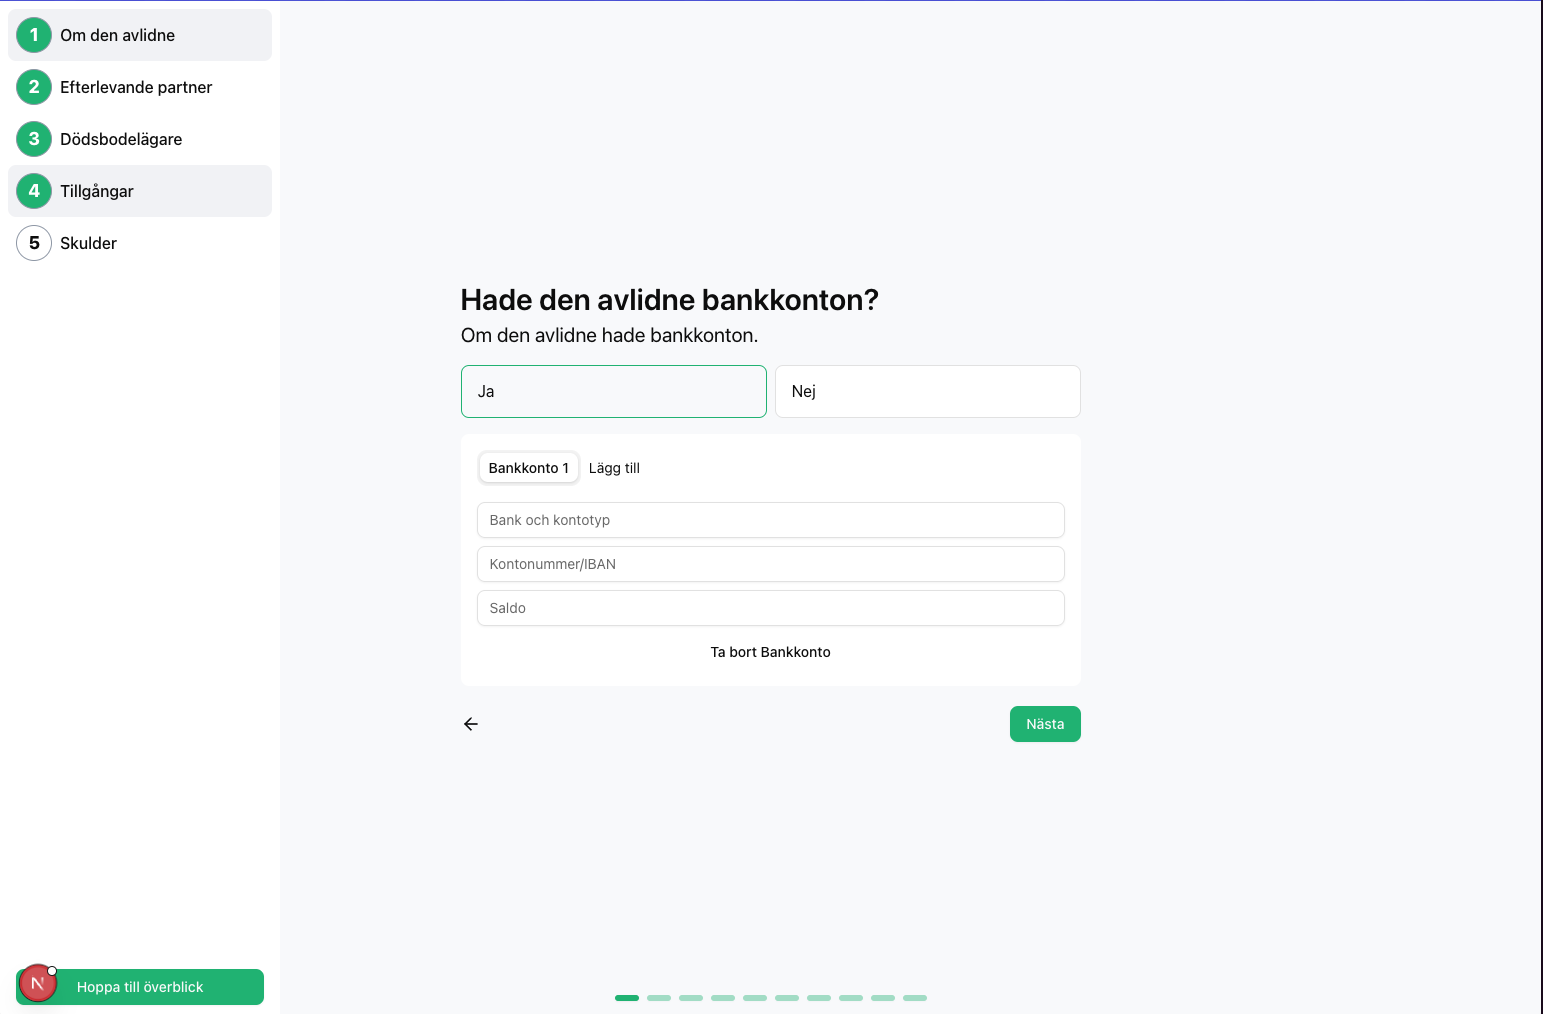 1 Om den avlidne
2 Efterlevande partner
3 Dödsbodelägare
4 Tillgångar
5 Skulder
Hade den avlidne bankkonton?
Om den avlidne hade bankkonton.
Ja Nej
Bankkonto 1 Lägg till
Bank och kontotyp
Kontonummer/IBAN
Saldo
Ta bort Bankkonto
Nästa
N Hoppa till överblick